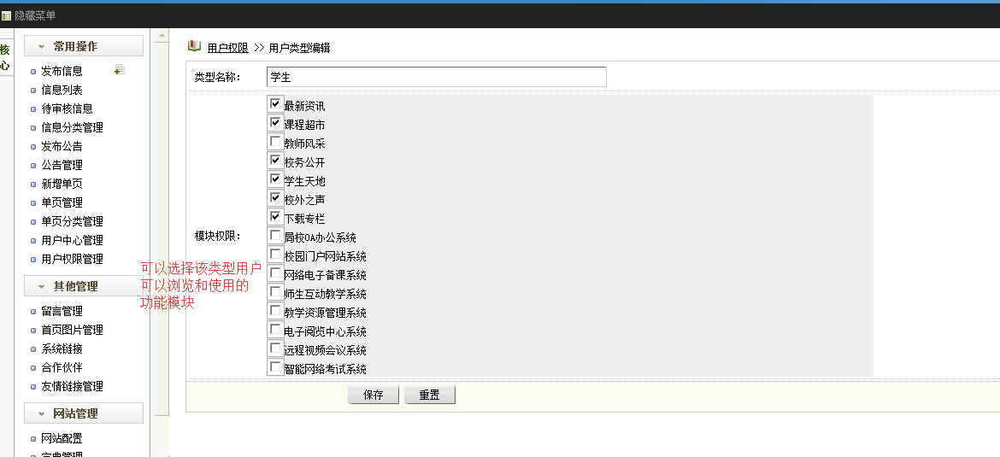 隐藏菜单
核
心
常用操作
发布信息
信息列表
待审核信息
信息分类管理
发布公告
公告管理
新增单页
单页管理
单页分类管理
用户中心管理
用户权限管理
其他管理
留言管理
首页图片管理
系统链接
合作伙伴
友情链接管理
网站管理
网站配置
字典管理
用户权限 >> 用户类型编辑
类型名称: 学生
模块权限:
最新资讯
课程超市
教师风采
校务公开
学生天地
校外之声
下载专栏
局校OA办公系统
校园门户网站系统
网络电子备课系统
师生互动教学系统
教学资源管理系统
电子阅览中心系统
远程视频会议系统
智能网络考试系统
可以选择该类型用户
可以浏览和使用的
功能模块
保存 重置